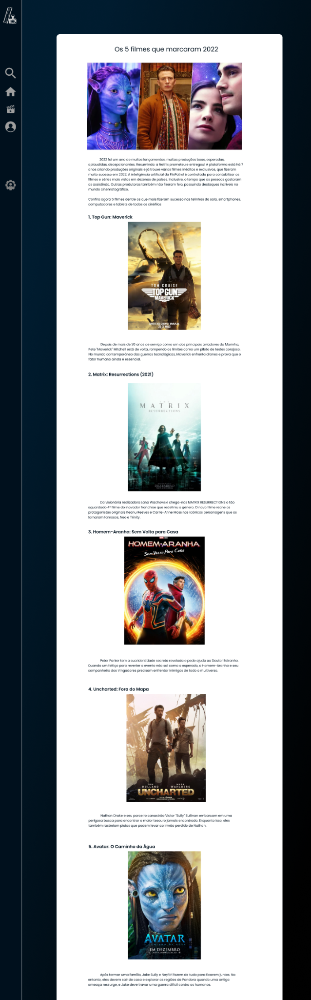 Os 5 filmes que marcaram 2022
2022 foi um ano de muitos lançamentos, muitas produções boas, esperadas,
aplaudidas, decepcionantes. Resumindo: a Netflix prometeu e entregou! A plataforma está há 7
anos criando produções originais e já trouxe vários filmes inéditos e exclusivos, que fizeram
muito sucesso em 2022. A inteligência artificial da FlixPatrol é contratada para contabilizar os
filmes e séries mais vistos em dezenas de países. Inclusive, o tempo que as pessoas gastaram
os assistindo. Outras produtoras também não fizeram feio, possuindo destaques incríveis no
mundo cinematográfico.
Confira agora 5 filmes dentre os que mais fizeram sucesso nas telinhas da sala, smartphones,
computadores e tablets de todos os cinéfilos
1. Top Gun: Maverick
TOM CRUISE
TOP GUN
MAVERICK
SOMENTE NOS CINEMAS E IMAX
26 DE MAIO
Depois de mais de 30 anos de serviço como um dos principais aviadores da Marinha,
Pete "Maverick" Mitchell está de volta, rompendo os limites como um piloto de testes corajoso.
No mundo contemporâneo das guerras tecnológicas, Maverick enfrenta drones e prova que o
fator humano ainda é essencial.
2. Matrix: Resurrections (2021)
THE
MATRIX
RESURRECTIONS
DEZEMBRO
Da visionária realizadora Lana Wachowski chega-nos MATRIX RESURRECTIONS o tão
aguardado 4º filme do inovador franchise que redefiniu o género. O novo filme reúne os
protagonistas originais Keanu Reeves e Carrie-Anne Moss nos icónicos personagens que os
tornaram famosos, Neo e Trinity.
3. Homem-Aranha: Sem Volta para Casa
HOMEM-ARANHA
SEM VOLTA PARA CASA
Peter Parker tem a sua identidade secreta revelada e pede ajuda ao Doutor Estranho.
Quando um feitiço para reverter o evento não sai como o esperado, o Homem-Aranha e seu
companheiro dos Vingadores precisam enfrentar inimigos de todo o multiverso.
4. Uncharted: Fora do Mapa
TOM HOLLAND
MARK WAHLBERG
UNCHARTED
LE 16 FÉVRIER
Nathan Drake e seu parceiro canastrão Victor "Sully" Sullivan embarcam em uma
perigosa busca para encontrar o maior tesouro jamais encontrado. Enquanto isso, eles
também rastreiam pistas que podem levar ao irmão perdido de Nathan.
5. Avatar: O Caminho da Água
AVATAR
O CAMINHO DA ÁGUA
EM DEZEMBRO
NOS CINEMAS EM 3D
Após formar uma família, Jake Sully e Ney'tiri fazem de tudo para ficarem juntos. No
entanto, eles devem sair de casa e explorar as regiões de Pandora quando uma antiga
ameaça ressurge, e Jake deve travar uma guerra difícil contra os humanos.